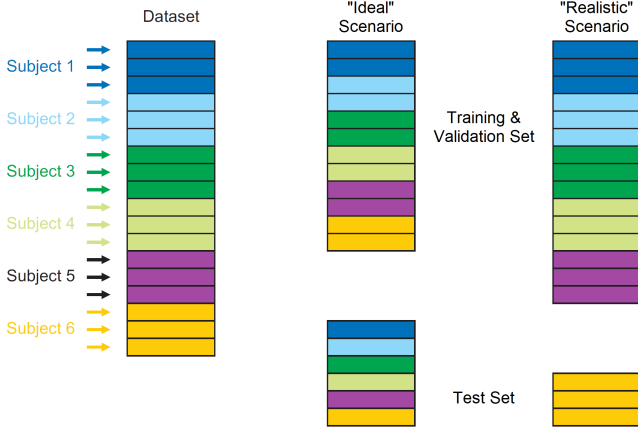 Dataset
"Ideal"
Scenario
"Realistic"
Scenario
Subject 1
Subject 2
Subject 3
Subject 4
Subject 5
Subject 6
Training &
Validation Set
Test Set